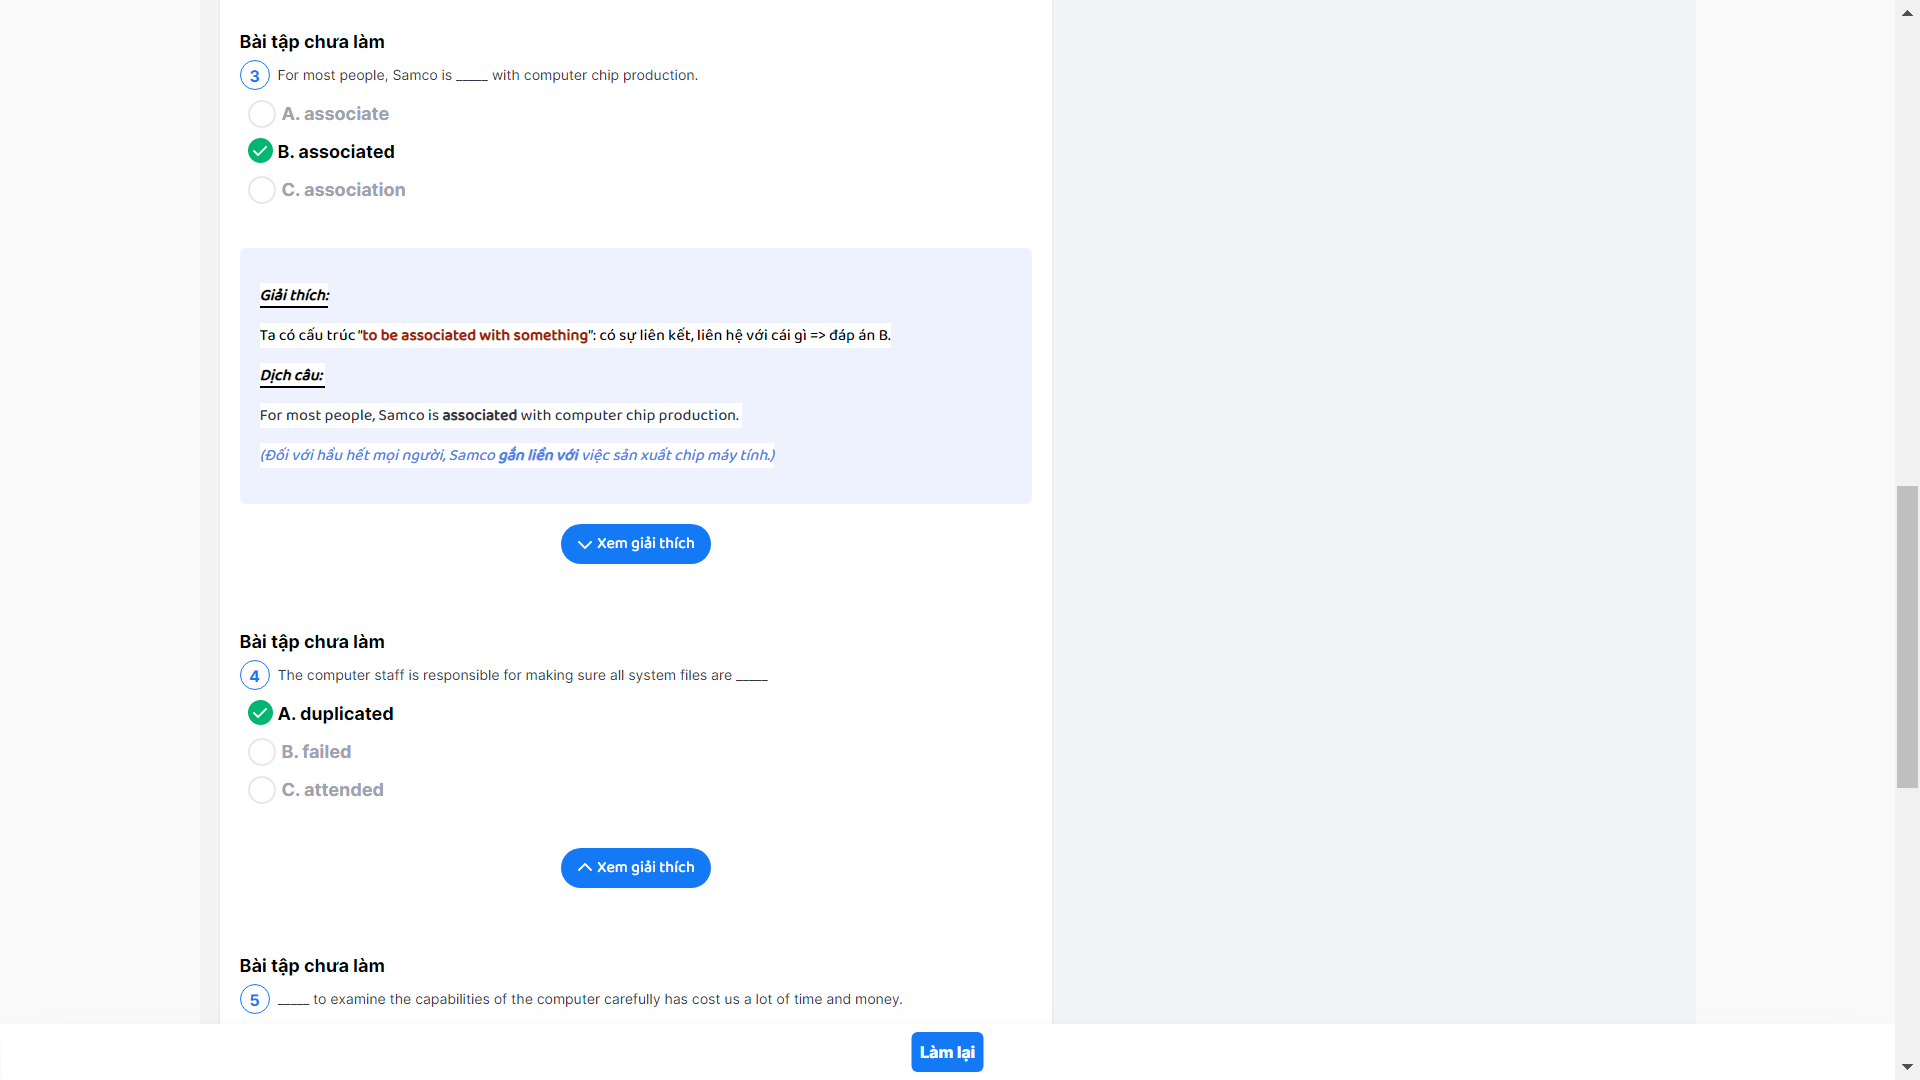 Bài tập chưa làm
3 For most people, Samco is _____ with computer chip production.
A. associate
B. associated
C. association
Giải thích:
Ta có cấu trúc "to be associated with something": có sự liên kết, liên hệ với cái gì => đáp án B.
Dịch câu:
For most people, Samco is associated with computer chip production.
(Đối với hầu hết mọi người, Samco gắn liền với việc sản xuất chip máy tính.)
Xem giải thích
Bài tập chưa làm
4 The computer staff is responsible for making sure all system files are _____
A. duplicated
B. failed
C. attended
Xem giải thích
Bài tập chưa làm
5 _____ to examine the capabilities of the computer carefully has cost us a lot of time and money.
Làm lại